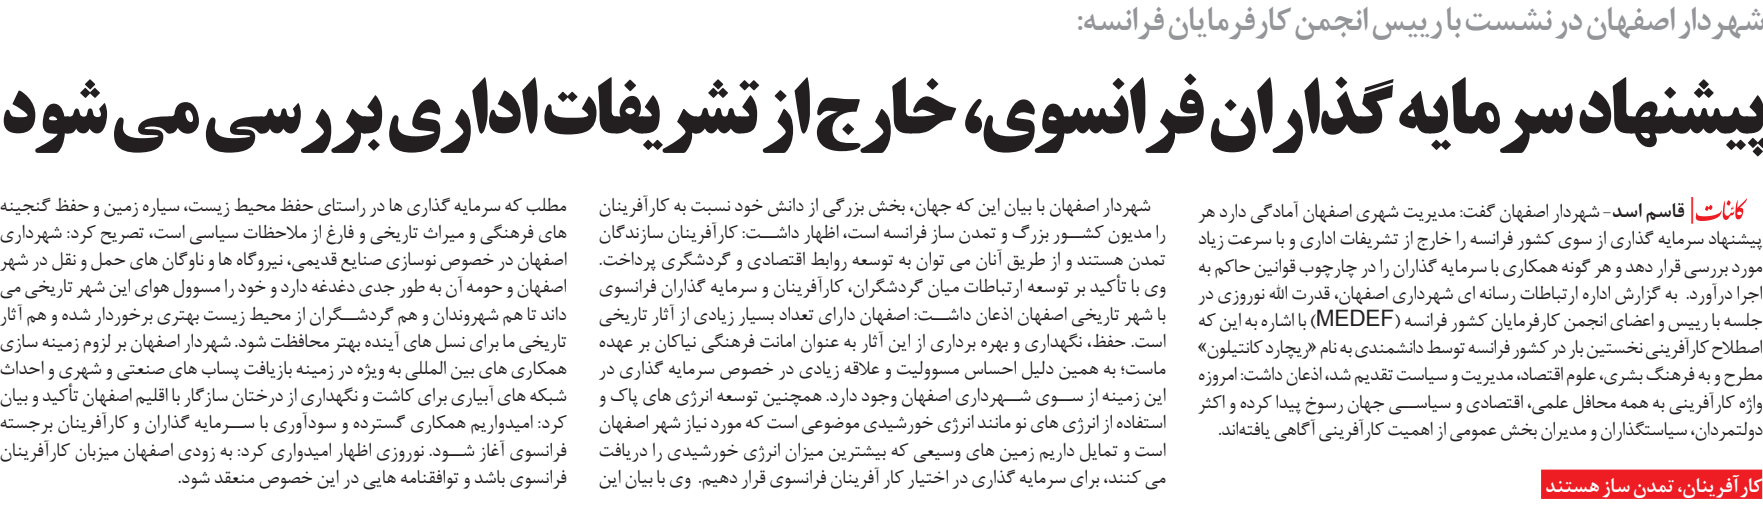 شهردار اصفهان در نشست با رییس انجمن کارفرمایان فرانسه:
پیشنهاد سرمایه گذاران فرانسوی، خارج از تشریفات اداری بررسی می شود
کائنات| قاسم اسد- شهردار اصفهان گفت: مدیریت شهری اصفهان آمادگی دارد هر
پیشنهاد سرمایه گذاری از سوی کشور فرانسه را خارج از تشریفات اداری و با سرعت زیاد
مورد بررسی قرار دهد و هر گونه همکاری با سرمایه گذاران را در چارچوب قوانین حاکم به
اجرا درآورد. به گزارش اداره ارتباطات رسانه ای شهرداری اصفهان، قدرت الله نوروزی در
جلسه با رییس و اعضای انجمن کارفرمایان کشور فرانسه (MEDEF) با اشاره به این که
اصطلاح کارآفرینی نخستین بار در کشور فرانسه توسط دانشمندی به نام «ریچارد کانتیلون»
مطرح و به فرهنگ بشری، علوم اقتصاد، مدیریت و سیاست تقدیم شد، اذعان داشت: امروزه
واژه کارآفرینی به همه محافل علمی، اقتصادی و سیاسی جهان رسوخ پیدا کرده و اکثر
دولتمردان، سیاستگذاران و مدیران بخش عمومی از اهمیت کارآفرینی آگاهی یافته‌اند.
کارآفرینان، تمدن ساز هستند
شهردار اصفهان با بیان این که جهان، بخش بزرگی از دانش خود نسبت به کارآفرینان
را مدیون کشور بزرگ و تمدن ساز فرانسه است، اظهار داشت: کارآفرینان سازندگان
تمدن هستند و از طریق آنان می توان به توسعه روابط اقتصادی و گردشگری پرداخت.
وی با تأکید بر توسعه ارتباطات میان گردشگران، کارآفرینان و سرمایه گذاران فرانسوی
با شهر تاریخی اصفهان اذعان داشت: اصفهان دارای تعداد بسیار زیادی از آثار تاریخی
است. حفظ، نگهداری و بهره برداری از این آثار به عنوان امانت فرهنگی نیاکان بر عهده
ماست؛ به همین دلیل احساس مسوولیت و علاقه زیادی در خصوص سرمایه گذاری در
این زمینه از سوی شهرداری اصفهان وجود دارد. همچنین توسعه انرژی های پاک و
استفاده از انرژی های نو مانند انرژی خورشیدی موضوعی است که مورد نیاز شهر اصفهان
است و تمایل داریم زمین های وسیعی که بیشترین میزان انرژی خورشیدی را دریافت
می کنند، برای سرمایه گذاری در اختیار کار آفرینان فرانسوی قرار دهیم. وی با بیان این
مطلب که سرمایه گذاری ها در راستای حفظ محیط زیست، سیاره زمین و حفظ گنجینه
های فرهنگی و میراث تاریخی و فارغ از ملاحظات سیاسی است، تصریح کرد: شهرداری
اصفهان در خصوص نوسازی صنایع قدیمی، نیروگاه ها و ناوگان های حمل و نقل در شهر
اصفهان و حومه آن به طور جدی دغدغه دارد و خود را مسوول هوای این شهر تاریخی می
داند تا هم شهروندان و هم گردشگران از محیط زیست بهتری برخوردار شده و هم آثار
تاریخی ما برای نسل های آینده بهتر محافظت شود. شهردار اصفهان بر لزوم زمینه سازی
همکاری های بین المللی به ویژه در زمینه بازیافت پساب های صنعتی و شهری و احداث
شبکه های آبیاری برای کاشت و نگهداری از درختان سازگار با اقلیم اصفهان تأکید و بیان
کرد: امیدواریم همکاری گسترده و سودآوری با سرمایه گذاران و کارآفرینان برجسته
فرانسوی آغاز شود. نوروزی اظهار امیدواری کرد: به زودی اصفهان میزبان کارآفرینان
فرانسوی باشد و توافقنامه هایی در این خصوص منعقد شود.